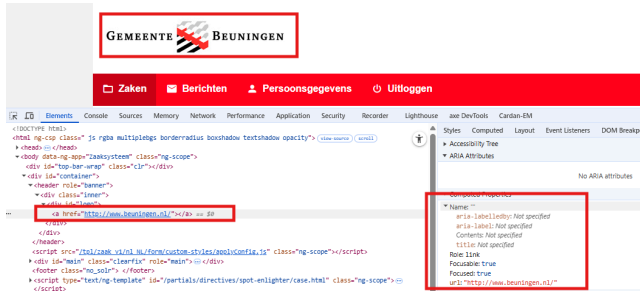 GEMEENTE BEUNINGEN
Zaken Berichten Persoonsgegevens Uitloggen
Elements Console Sources Memory Network Performance Application Security Recorder Lighthouse axe DevTools Cardan-EM
<!DOCTYPE html>
<html ng-csp class=" js rgba multiplebgs borderradius boxshadow textshadow opacity"> view-source scroll
<head> </head>
<body data-ng-app="Zaaksysteem" class="ng-scope">
<div id="top-bar-wrap" class="clr"></div>
<div id="container">
<header role="banner">
<div class="inner">
<div id="logo">
<a href="http://www.beuningen.nl/"></a> == $0
</div>
</div>
</header>
<script src="/tpl/zaak_v1/nl_NL/form/custom-styles/applyConfig.js" class="ng-scope"></script>
<div id="main" class="clearfix" role="main"> </div>
<footer class="no_solr"> </footer>
<script type="text/ng-template" id="/partials/directives/spot-enlighter/case.html" class="ng-scope">
</script>
Styles Computed Layout Event Listeners DOM Breakp
Accessibility Tree
ARIA Attributes
No ARIA attributes
Computed Properties
Name: ""
aria-labelledby: Not specified
aria-label: Not specified
Contents: Not specified
title: Not specified
Role: link
Focusable: true
Focused: true
url: "http://www.beuningen.nl/"